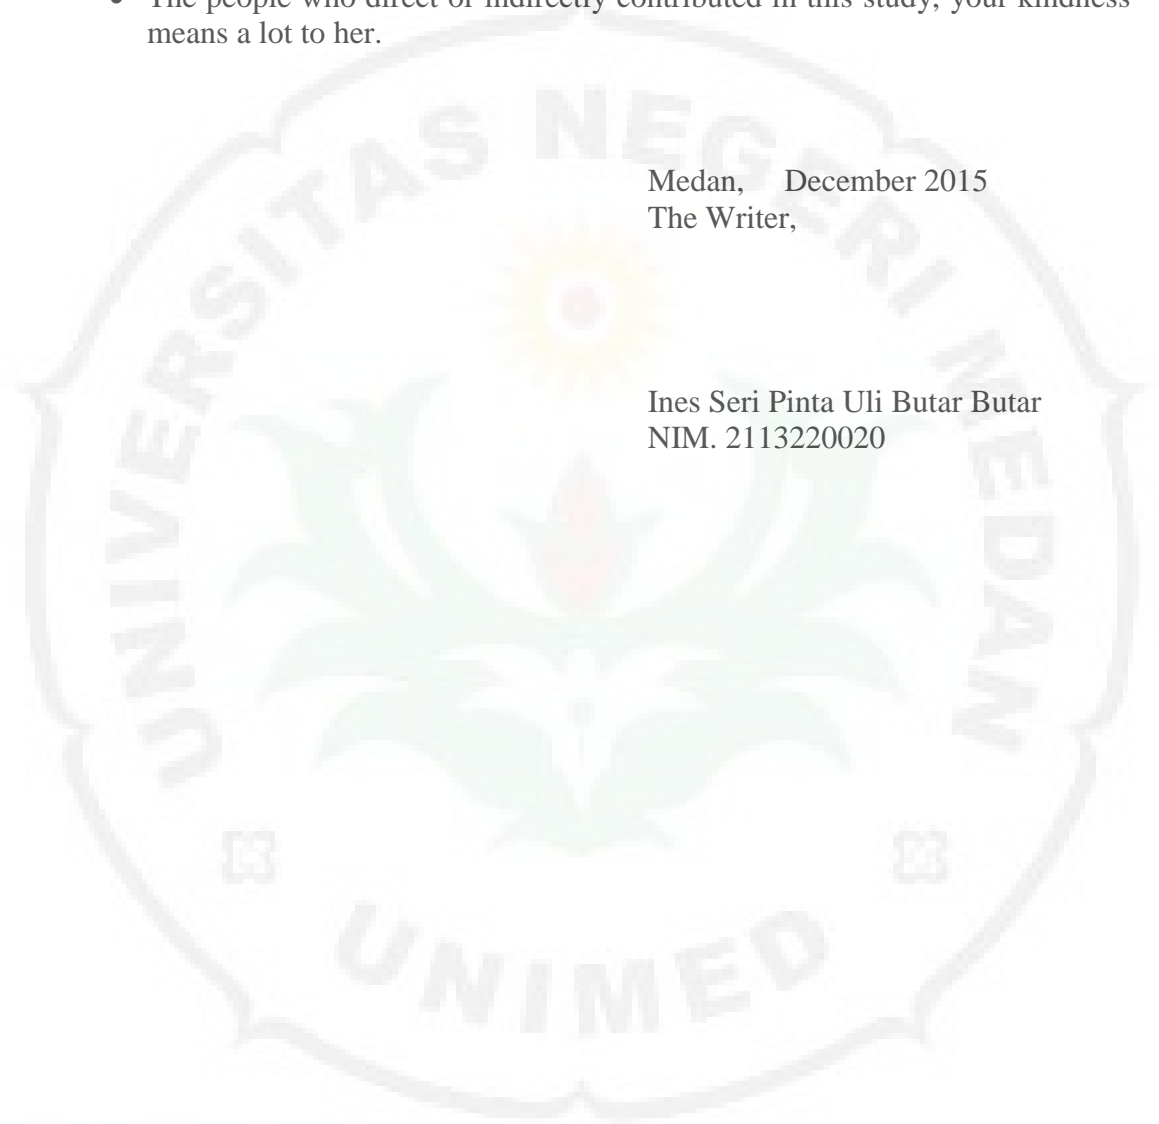 • The people who direct or indirectly contributed in this study, your kindness
means a lot to her.
Medan, December 2015
The Writer,
Ines Seri Pinta Uli Butar Butar
NIM. 2113220020
UNIVERSITAS NEGERI MEDAN
UNIMED